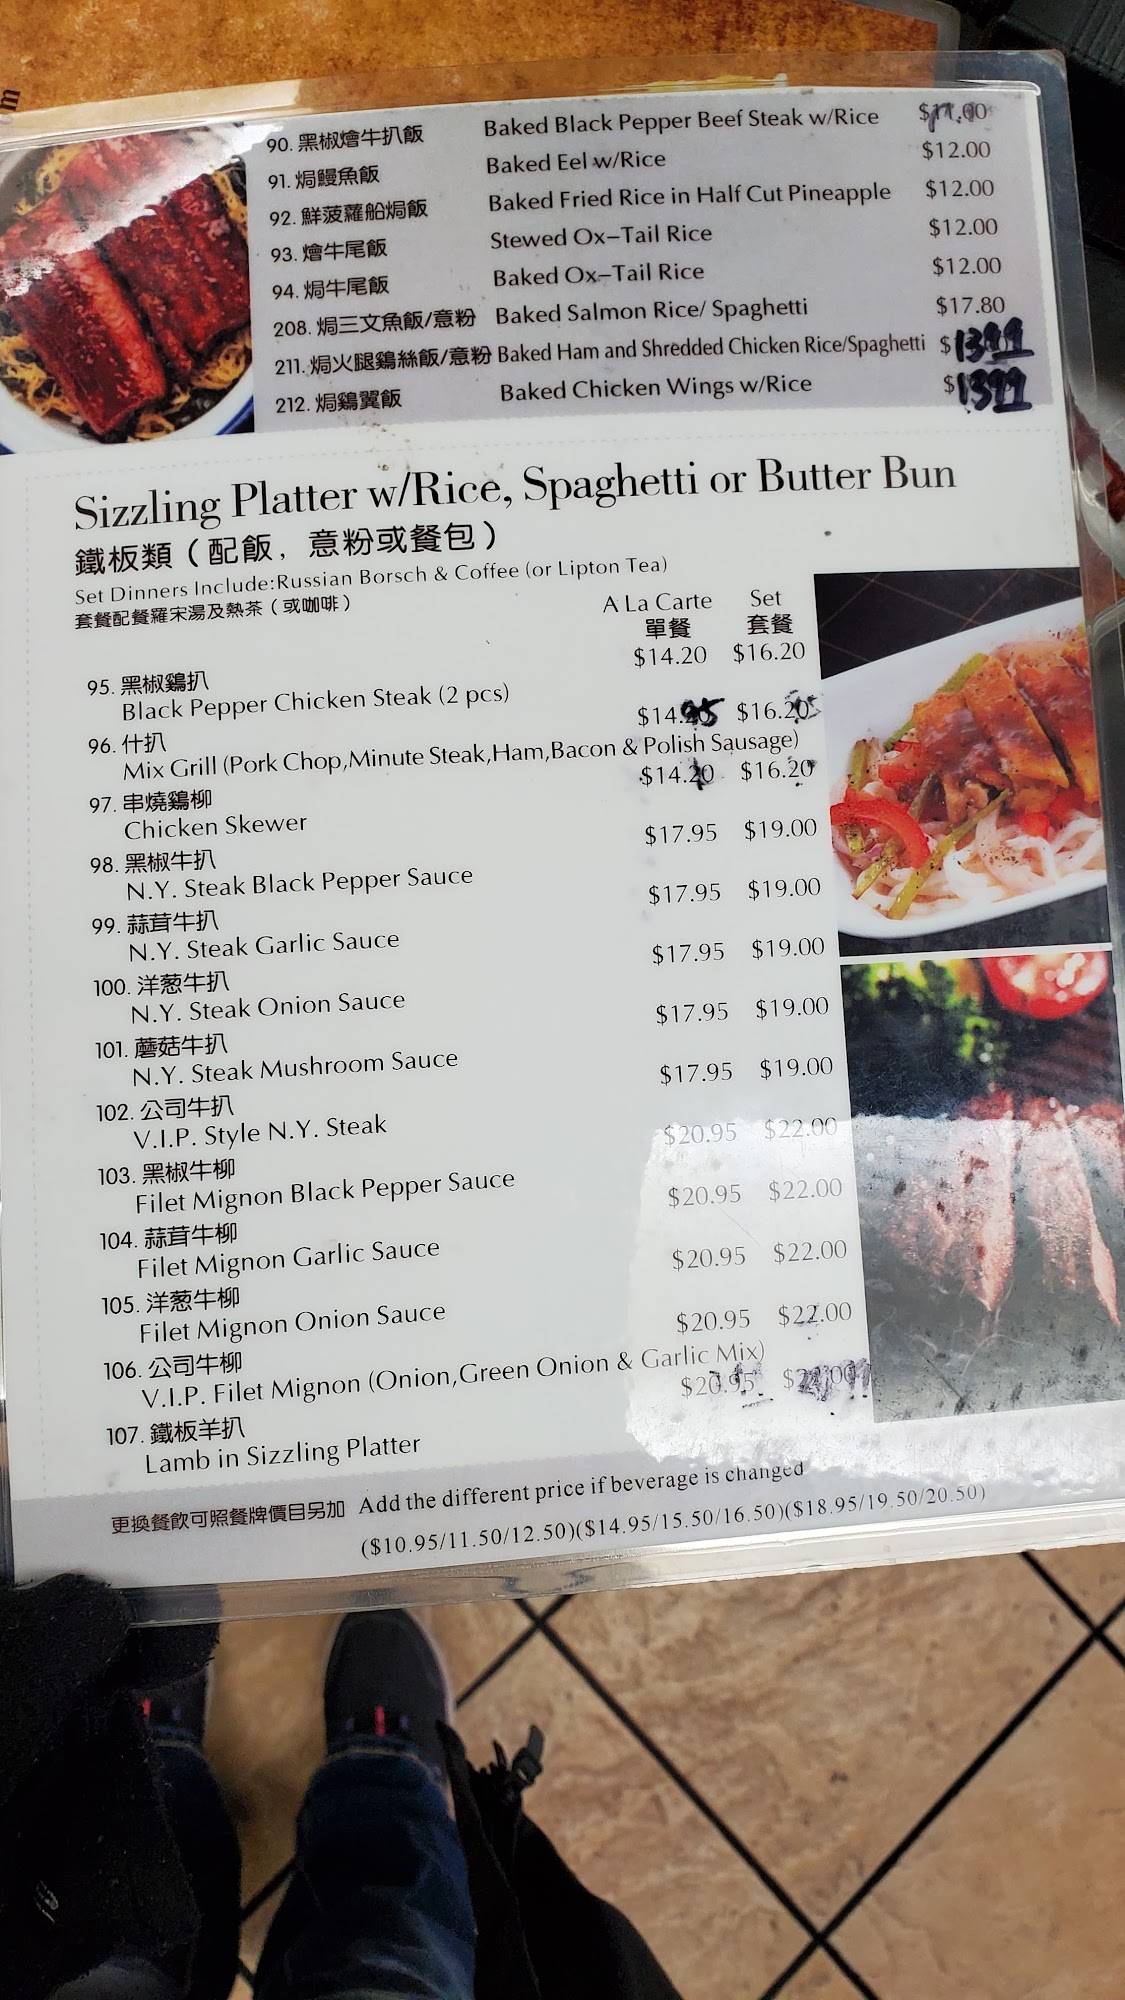 90. 黑椒燴牛扒飯 Baked Black Pepper Beef Steak w/Rice
91. 焗鰻魚飯 Baked Eel w/Rice $12.00
92. 鮮菠蘿船焗飯 Baked Fried Rice in Half Cut Pineapple $12.00
93. 燴牛尾飯 Stewed Ox-Tail Rice $12.00
94. 焗牛尾飯 Baked Ox-Tail Rice $12.00
208. 焗三文魚飯/意粉 Baked Salmon Rice/ Spaghetti $17.80
211. 焗火腿鷄絲飯/意粉 Baked Ham and Shredded Chicken Rice/Spaghetti $1399
212. 焗鷄翼飯 Baked Chicken Wings w/Rice $1399
Sizzling Platter w/Rice, Spaghetti or Butter Bun
鐵板類（配飯，意粉或餐包）
Set Dinners Include:Russian Borsch & Coffee (or Lipton Tea)
套餐配餐羅宋湯及熱茶（或咖啡）
A La Carte Set
單餐 套餐
$14.20 $16.20
95. 黑椒鷄扒
Black Pepper Chicken Steak (2 pcs)
96. 什扒
Mix Grill (Pork Chop,Minute Steak,Ham,Bacon & Polish Sausage)
$14.20 $16.20
97. 串燒鷄柳
Chicken Skewer
$17.95 $19.00
98. 黑椒牛扒
N.Y. Steak Black Pepper Sauce
$17.95 $19.00
99. 蒜茸牛扒
N.Y. Steak Garlic Sauce
$17.95 $19.00
100. 洋葱牛扒
N.Y. Steak Onion Sauce
$17.95 $19.00
101. 蘑菇牛扒
N.Y. Steak Mushroom Sauce
$17.95 $19.00
102. 公司牛扒
V.I.P. Style N.Y. Steak
$20.95 $22.00
103. 黑椒牛柳
Filet Mignon Black Pepper Sauce
$20.95 $22.00
104. 蒜茸牛柳
Filet Mignon Garlic Sauce
$20.95 $22.00
105. 洋葱牛柳
Filet Mignon Onion Sauce
$20.95 $22.00
106. 公司牛柳
V.I.P. Filet Mignon (Onion,Green Onion & Garlic Mix)
$20.95
107. 鐵板羊扒
Lamb in Sizzling Platter
更換餐飲可照餐牌價目另加 Add the different price if beverage is changed
($10.95/11.50/12.50)($14.95/15.50/16.50)($18.95/19.50/20.50)